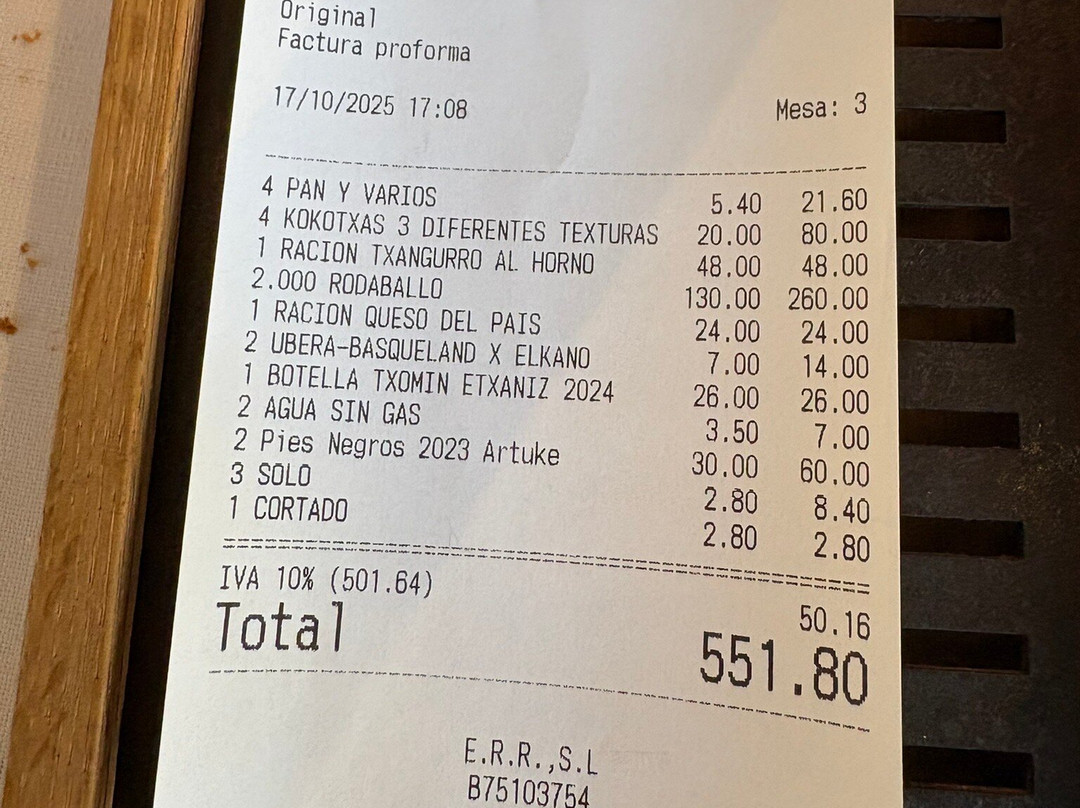 Original
Factura proforma
17/10/2025 17:08 Mesa: 3
4 PAN Y VARIOS 5.40 21.60
4 KOKOTXAS 3 DIFERENTES TEXTURAS 20.00 80.00
1 RACION TXANGURRO AL HORNO 48.00 48.00
2.000 RODABALLO 130.00 260.00
1 RACION QUESO DEL PAIS 24.00 24.00
2 UBERA-BASQUELAND X ELKANO 7.00 14.00
1 BOTELLA TXOMIN ETXANIZ 2024 26.00 26.00
2 AGUA SIN GAS 3.50 7.00
2 Pies Negros 2023 Artuke 30.00 60.00
3 SOLO 2.80 8.40
1 CORTADO 2.80 2.80
IVA 10% (501.64) 50.16
Total 551.80
E.R.R.,S.L
B75103754